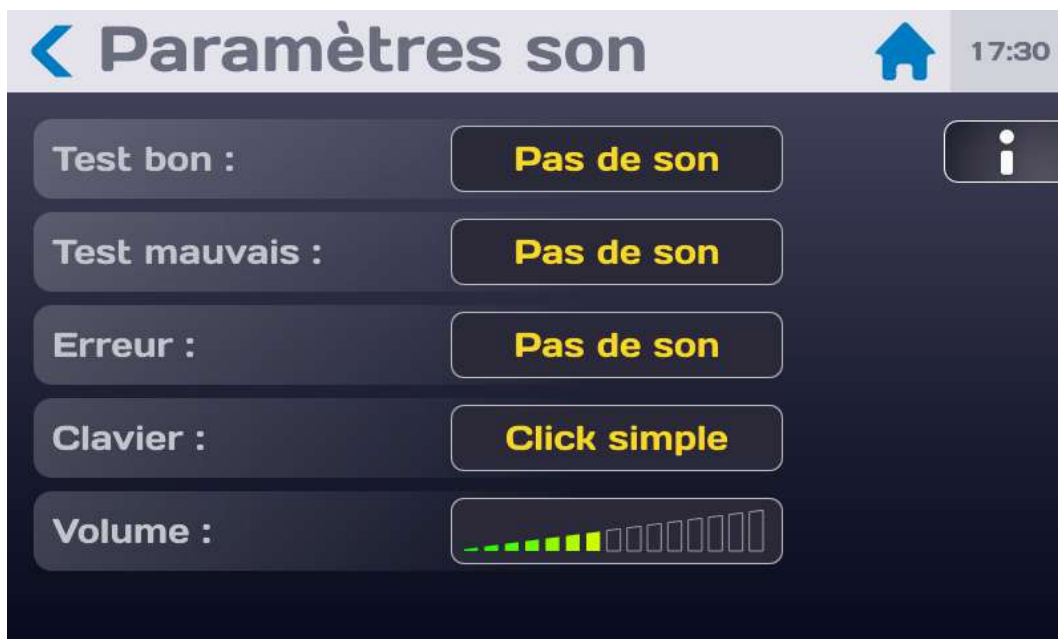 Paramètres son
17:30
Test bon : Pas de son
Test mauvais : Pas de son
Erreur : Pas de son
Clavier : Click simple
Volume :